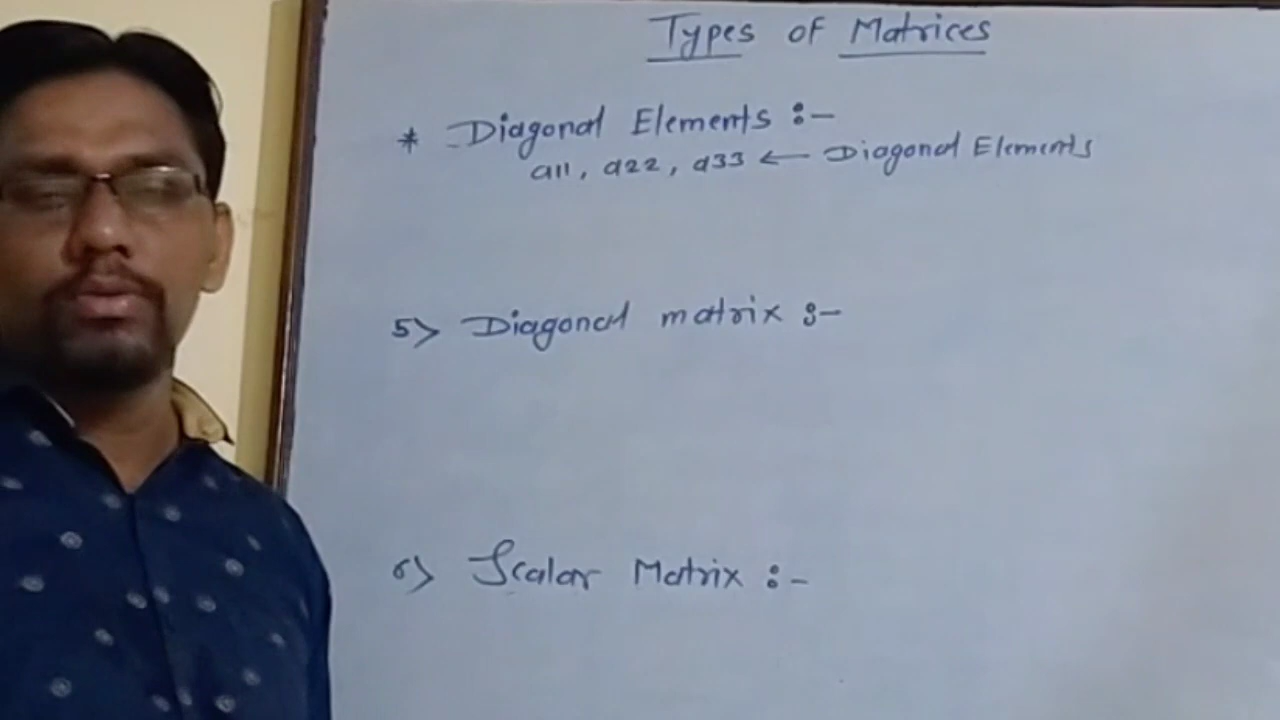 Types of Matrices
* Diagonal Elements :-
a11, a22, a33 ← Diagonal Elements
5> Diagonal matrix :-
6> Scalar Matrix :-